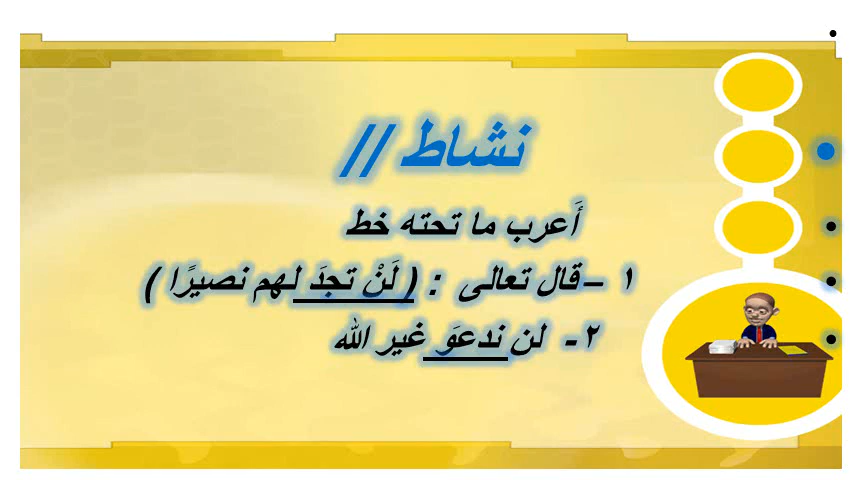 نشاط //
أَعرب ما تحته خط
١ – قال تعالى : ( لَنْ تجدَ لهم نصيرًا )
٢- لن ندعوَ غير الله